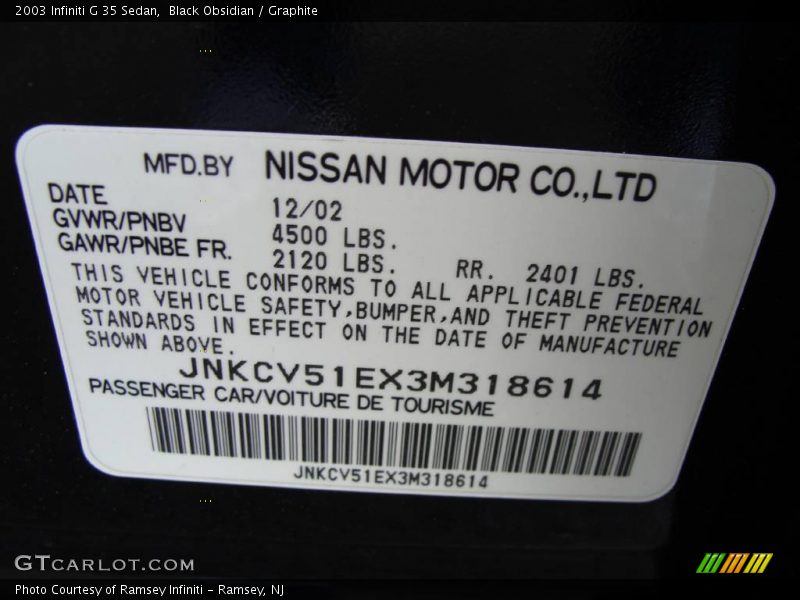 2003 Infiniti G 35 Sedan, Black Obsidian / Graphite
MFD.BY NISSAN MOTOR CO.,LTD
DATE 12/02
GVWR/PNBV 4500 LBS.
GAWR/PNBE FR. 2120 LBS. RR. 2401 LBS.
THIS VEHICLE CONFORMS TO ALL APPLICABLE FEDERAL
MOTOR VEHICLE SAFETY,BUMPER,AND THEFT PREVENTION
STANDARDS IN EFFECT ON THE DATE OF MANUFACTURE
SHOWN ABOVE.
JNKCV51EX3M318614
PASSENGER CAR/VOITURE DE TOURISME
JNKCV51EX3M318614
GTCARLOT.COM
Photo Courtesy of Ramsey Infiniti - Ramsey, NJ